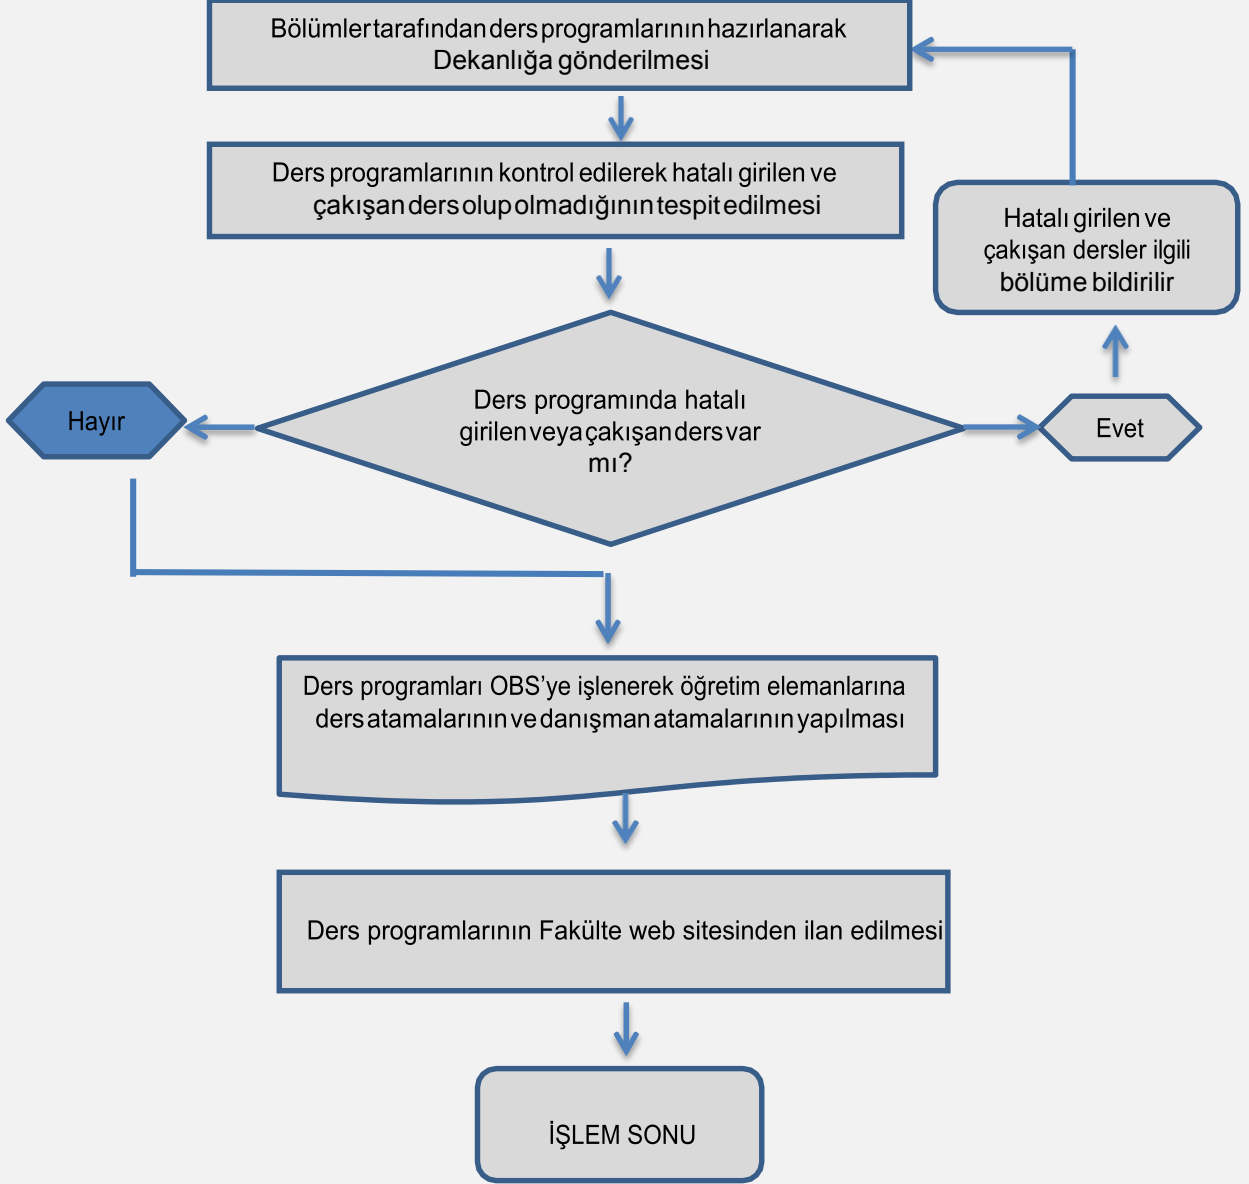 Bölümler tarafından ders programlarının hazırlanarak
Dekanlığa gönderilmesi
Ders programlarının kontrol edilerek hatalı girilen ve
çakışan ders olup olmadığının tespit edilmesi
Hatalı girilen ve
çakışan dersler ilgili
bölüme bildirilir
Ders programında hatalı
girilen veya çakışan ders var
mı?
Hayır
Evet
Ders programları OBS’ye işlenerek öğretim elemanlarına
ders atamalarının ve danışman atamalarının yapılması
Ders programlarının Fakülte web sitesinden ilan edilmesi
İŞLEM SONU